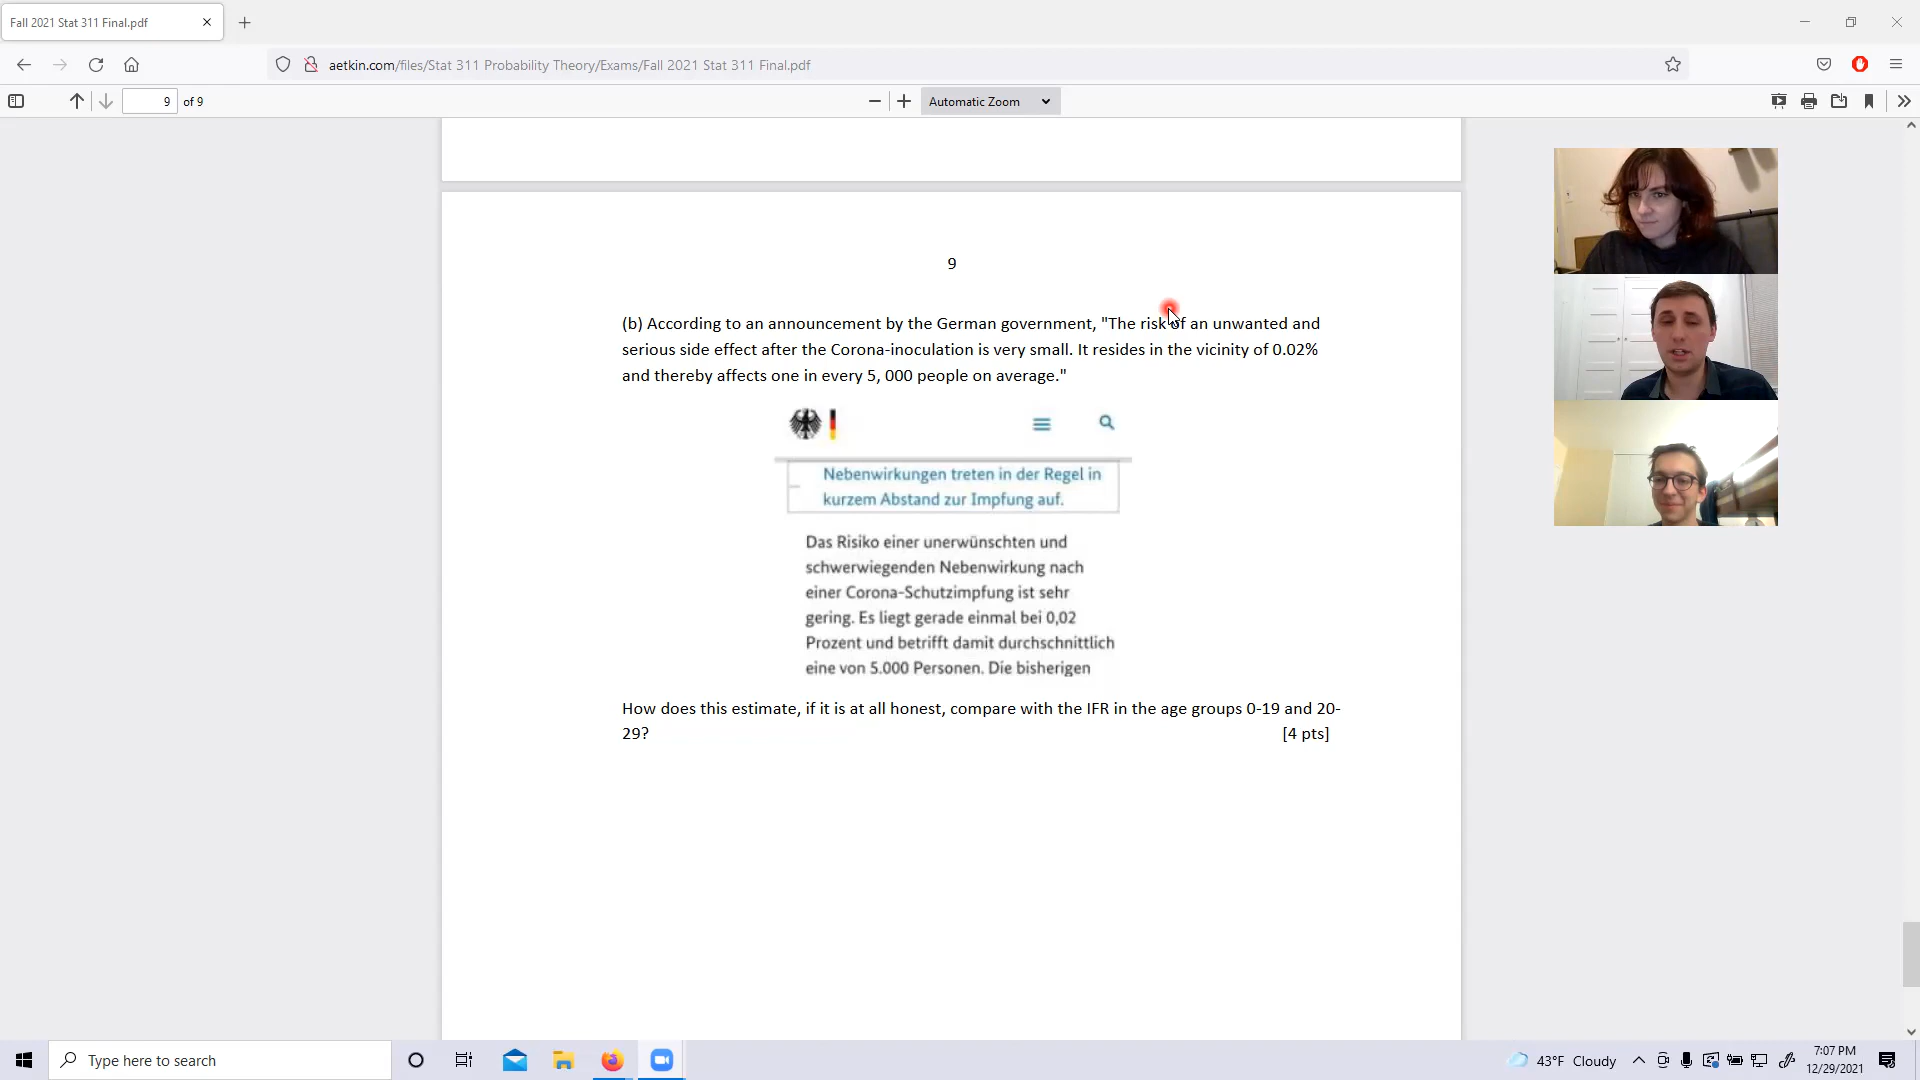 Fall 2021 Stat 311 Final.pdf
aetkin.com/files/Stat 311 Probability Theory/Exams/Fall 2021 Stat 311 Final.pdf
9 of 9
Automatic Zoom
9
(b) According to an announcement by the German government, "The risk of an unwanted and
serious side effect after the Corona-inoculation is very small. It resides in the vicinity of 0.02%
and thereby affects one in every 5, 000 people on average."
Nebenwirkungen treten in der Regel in
kurzem Abstand zur Impfung auf.
Das Risiko einer unerwünschten und
schwerwiegenden Nebenwirkung nach
einer Corona-Schutzimpfung ist sehr
gering. Es liegt gerade einmal bei 0,02
Prozent und betrifft damit durchschnittlich
eine von 5.000 Personen. Die bisherigen
How does this estimate, if it is at all honest, compare with the IFR in the age groups 0-19 and 20-
29? [4 pts]
Type here to search
43°F Cloudy
7:07 PM
12/29/2021